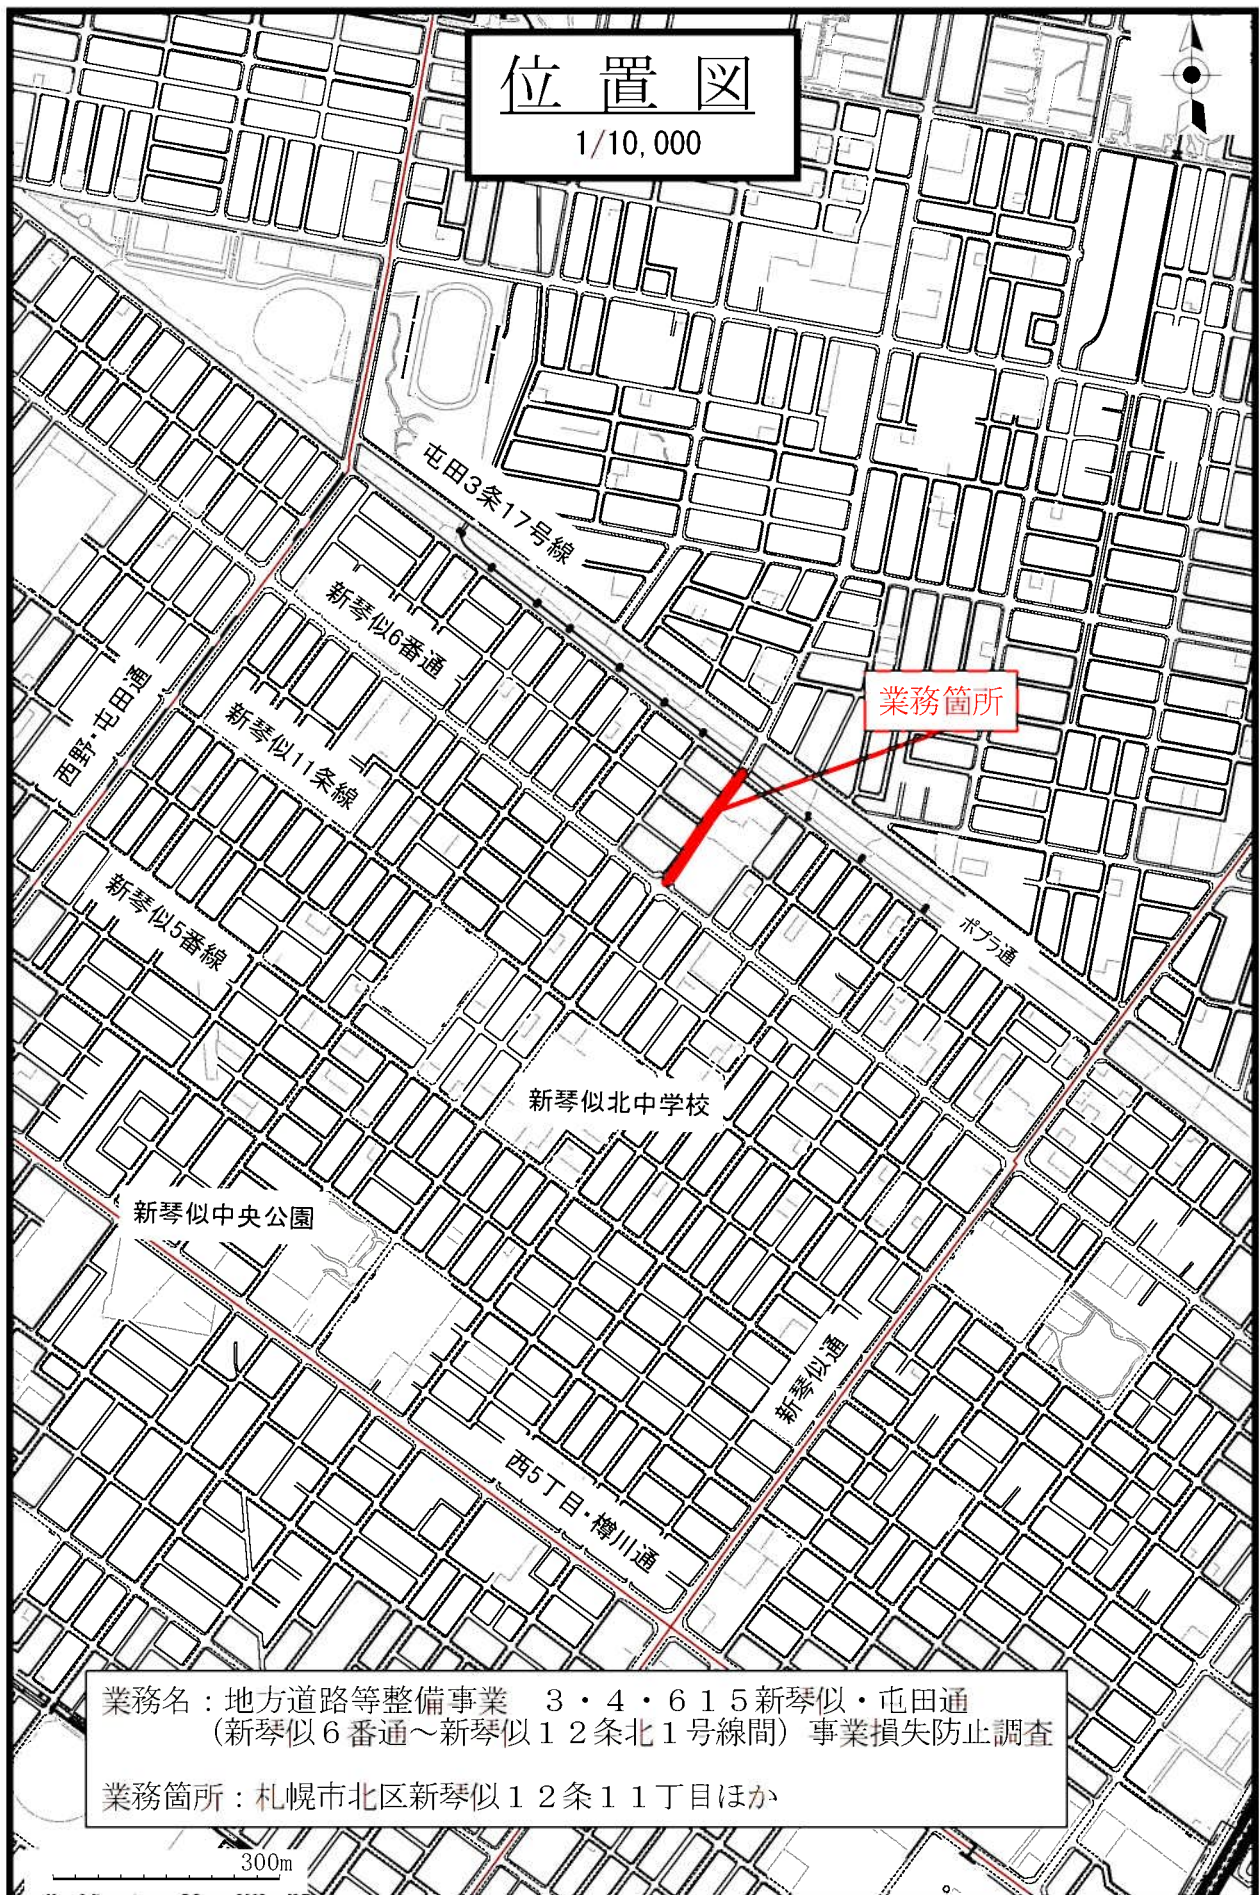 位置図
1/10,000
屯田3条17号線
新琴似6番通
業務箇所
西野・屯田通
新琴似11条線
新琴似5番線
ポプラ通
新琴似北中学校
新琴似中央公園
新琴似通
西5丁目・樽川通
業務名：地方道路等整備事業　３・４・６１５新琴似・屯田通
（新琴似６番通～新琴似１２条北１号線間）事業損失防止調査
業務箇所：札幌市北区新琴似１２条１１丁目ほか
300m